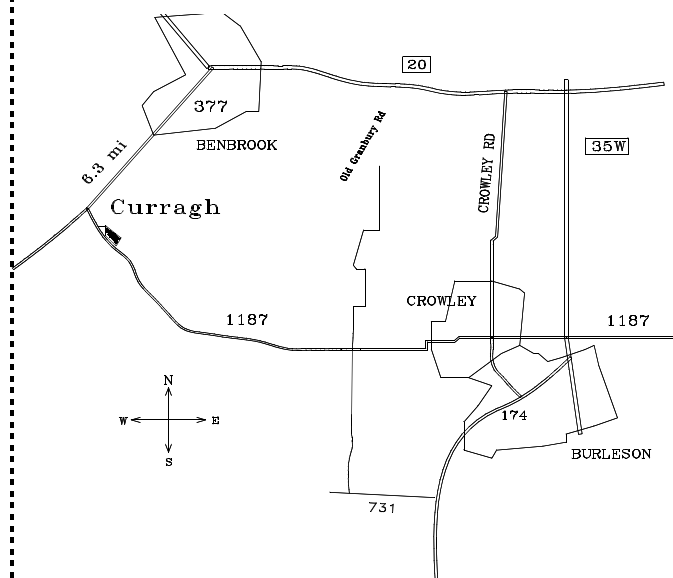 20
377
BENBROOK
Old Granbury Rd
CROWLEY RD
35W
6.3 mi
Curragh
CROWLEY
1187
1187
N
W E
S
174
BURLESON
731